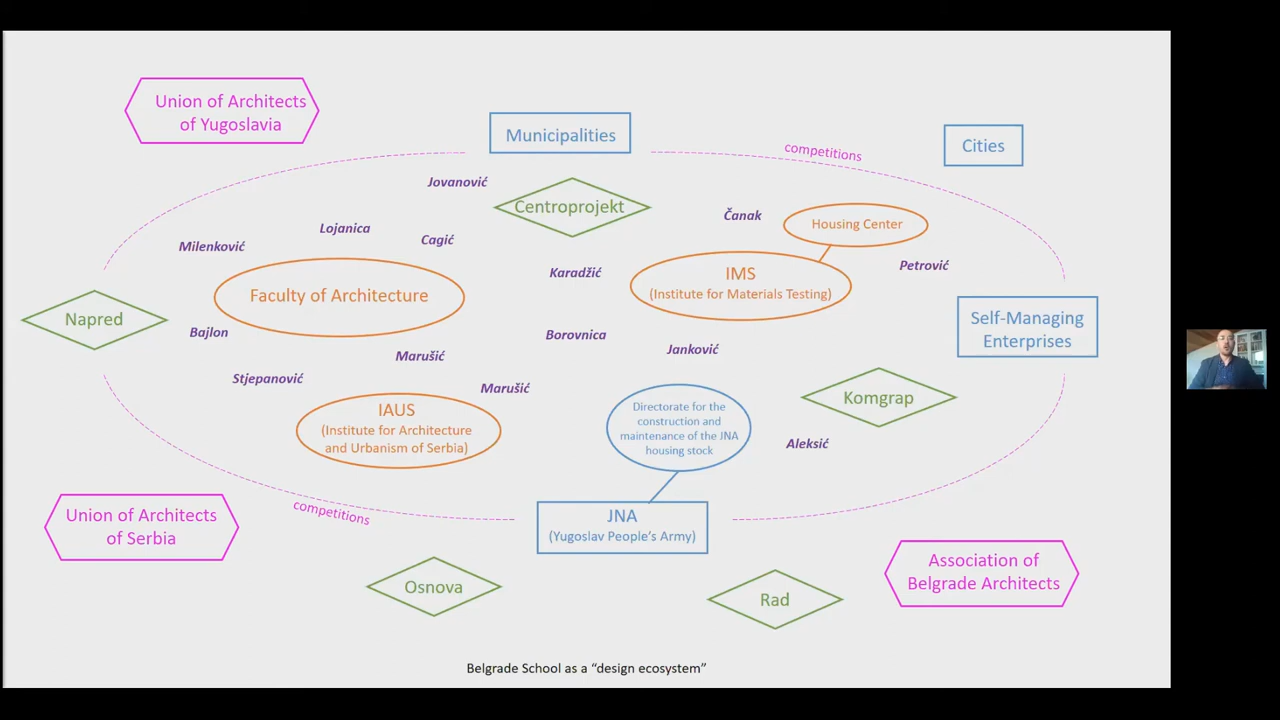 Union of Architects
of Yugoslavia
Municipalities
competitions
Cities
Jovanović
Centroprojekt
Čanak
Housing Center
Lojanica
Cagić
Milenković
Karadžić
IMS
(Institute for Materials Testing)
Petrović
Faculty of Architecture
Napred
Self-Managing
Enterprises
Bajlon
Borovnica
Janković
Marušić
Stjepanović
Marušić
Komgrap
IAUS
(Institute for Architecture
and Urbanism of Serbia)
Directorate for the
construction and
maintenance of the JNA
housing stock
Aleksić
Union of Architects
of Serbia
competitions
JNA
(Yugoslav People's Army)
Association of
Belgrade Architects
Osnova
Rad
Belgrade School as a “design ecosystem”